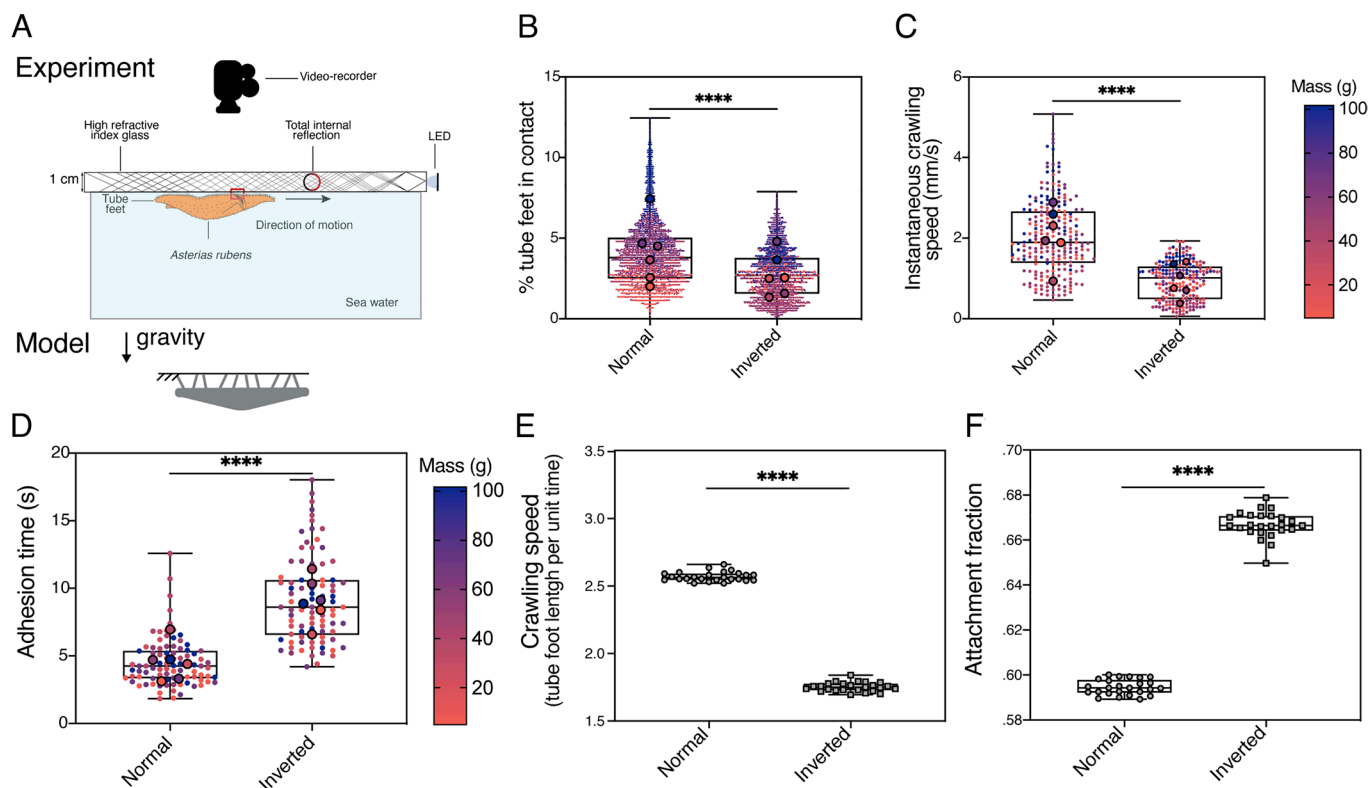 A
Experiment
Video-recorder
High refractive
index glass
Total internal
reflection
LED
1 cm
Tube
feet
Direction of motion
Asterias rubens
Sea water
Model
gravity
B
% tube feet in contact
15
10
5
0
****
Normal
Inverted
C
Instantaneous crawling
speed (mm/s)
6
4
2
0
****
Normal
Inverted
Mass (g)
100
80
60
40
20
D
Adhesion time (s)
20
15
10
5
0
****
Normal
Inverted
Mass (g)
100
80
60
40
20
E
Crawling speed
(tube foot lentgh per unit time)
3.5
3.0
2.5
2.0
1.5
****
Normal
Inverted
F
Attachment fraction
.70
.68
.66
.64
.62
.60
.58
****
Normal
Inverted